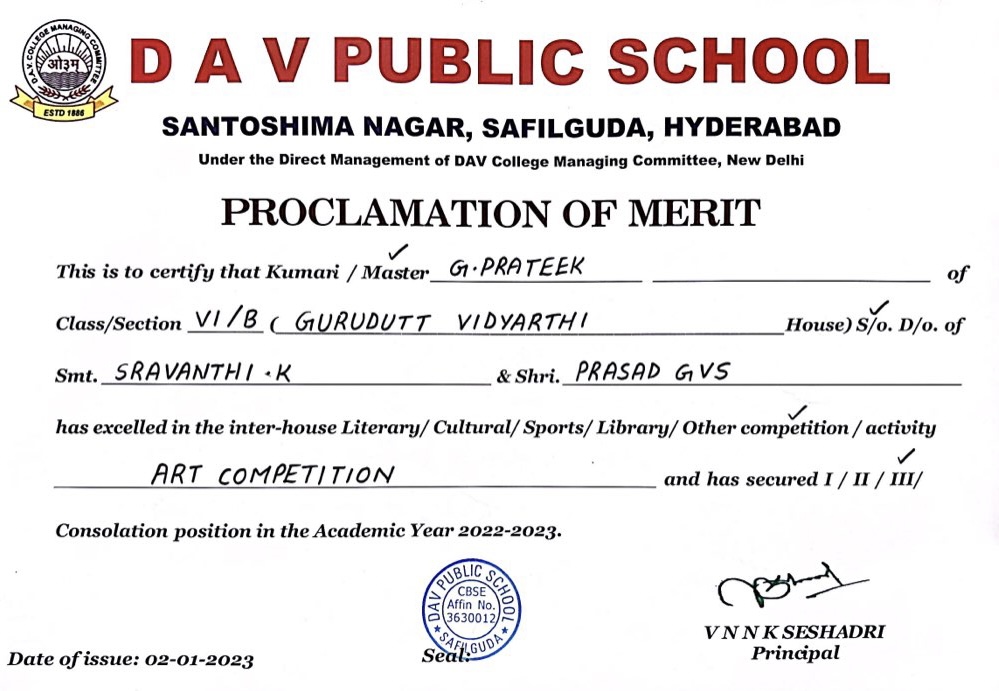 D.A.V. COLLEGE MANAGING COMMITTEE
ओ३म्
ESTD 1886
D A V PUBLIC SCHOOL
SANTOSHIMA NAGAR, SAFILGUDA, HYDERABAD
Under the Direct Management of DAV College Managing Committee, New Delhi
PROCLAMATION OF MERIT
This is to certify that Kumari / Master G.PRATEEK of
Class/Section VI/B ( GURUDUTT VIDYARTHI House) S/o. D/o. of
Smt. SRAVANTHI.K & Shri. PRASAD GVS
has excelled in the inter-house Literary/ Cultural/ Sports/ Library/ Other competition / activity
ART COMPETITION and has secured I / II / III/
Consolation position in the Academic Year 2022-2023.
DAV PUBLIC SCHOOL
CBSE
Affin No.
3630012
SAFILGUDA
V N N K SESHADRI
Principal
Date of issue: 02-01-2023 Seal: